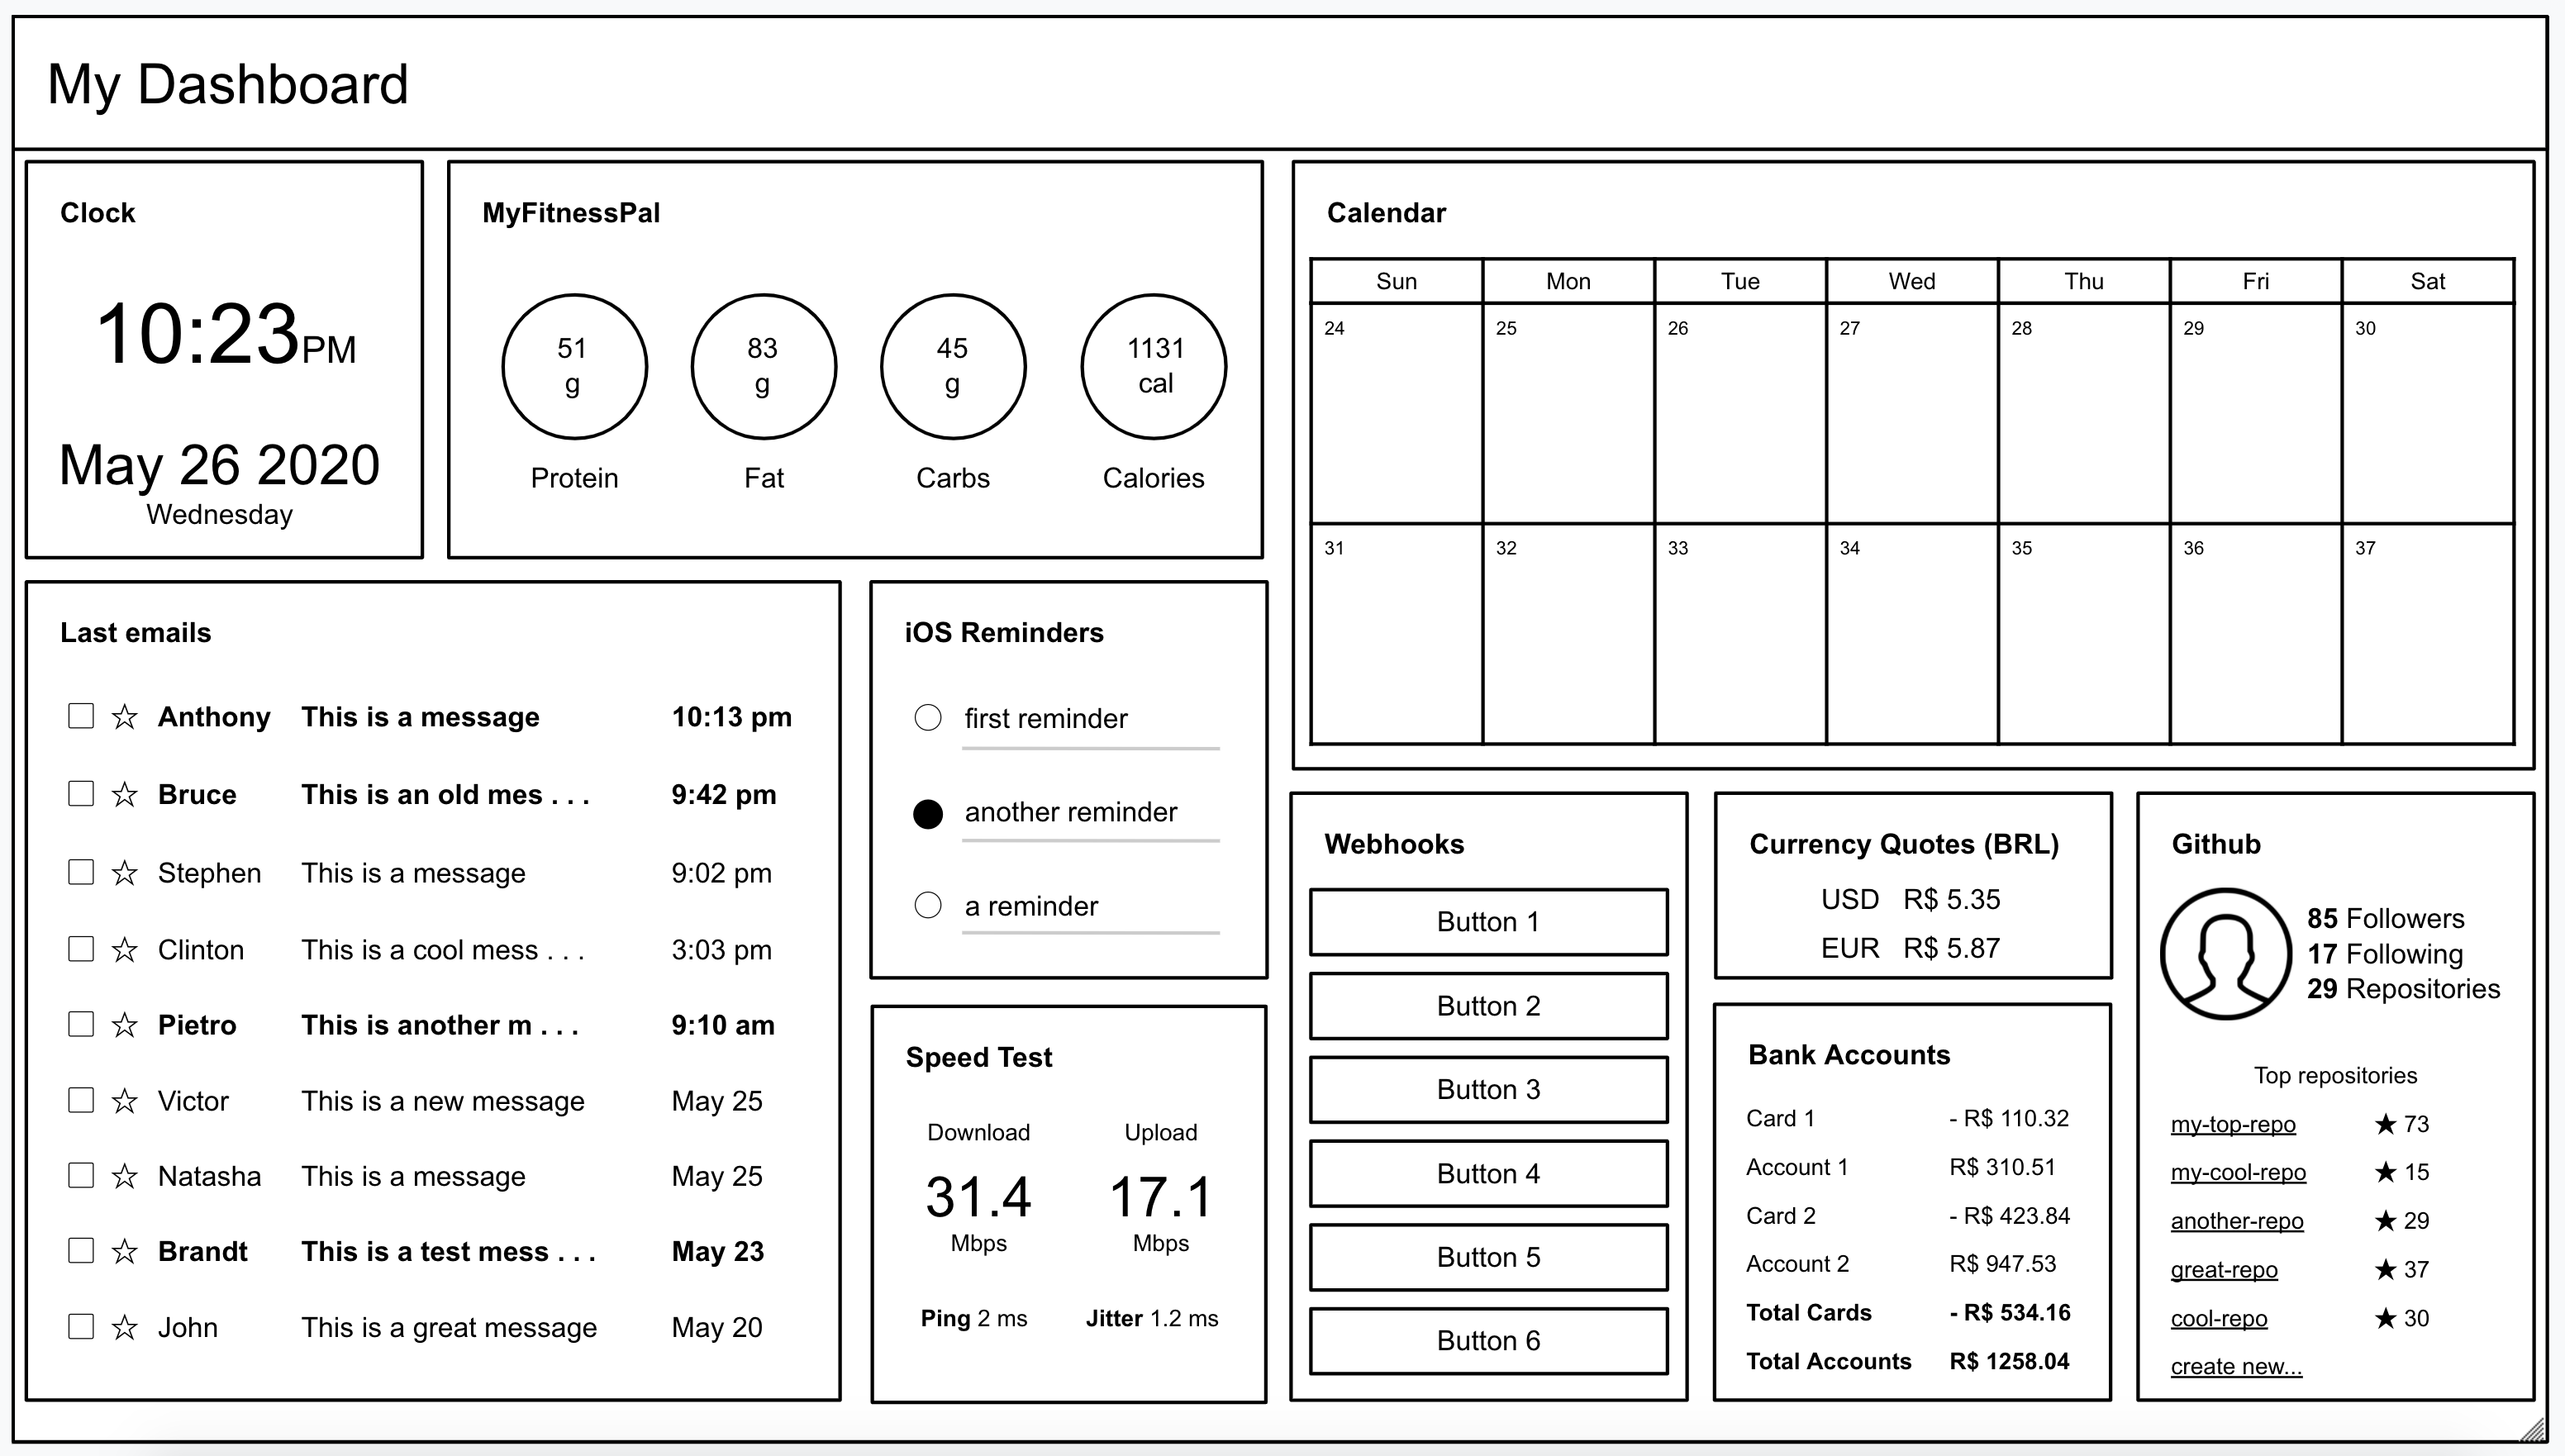 My Dashboard
Clock
10:23PM
May 26 2020
Wednesday
MyFitnessPal
51 g
83 g
45 g
1131 cal
Protein Fat Carbs Calories
Calendar
Sun Mon Tue Wed Thu Fri Sat
24 25 26 27 28 29 30
31 32 33 34 35 36 37
Last emails
Anthony This is a message 10:13 pm
Bruce This is an old mes . . . 9:42 pm
Stephen This is a message 9:02 pm
Clinton This is a cool mess . . . 3:03 pm
Pietro This is another m . . . 9:10 am
Victor This is a new message May 25
Natasha This is a message May 25
Brandt This is a test mess . . . May 23
John This is a great message May 20
iOS Reminders
first reminder
another reminder
a reminder
Speed Test
Download Upload
31.4 17.1
Mbps Mbps
Ping 2 ms Jitter 1.2 ms
Webhooks
Button 1
Button 2
Button 3
Button 4
Button 5
Button 6
Currency Quotes (BRL)
USD R$ 5.35
EUR R$ 5.87
Bank Accounts
Card 1 - R$ 110.32
Account 1 R$ 310.51
Card 2 - R$ 423.84
Account 2 R$ 947.53
Total Cards - R$ 534.16
Total Accounts R$ 1258.04
Github
85 Followers
17 Following
29 Repositories
Top repositories
my-top-repo ★ 73
my-cool-repo ★ 15
another-repo ★ 29
great-repo ★ 37
cool-repo ★ 30
create new...